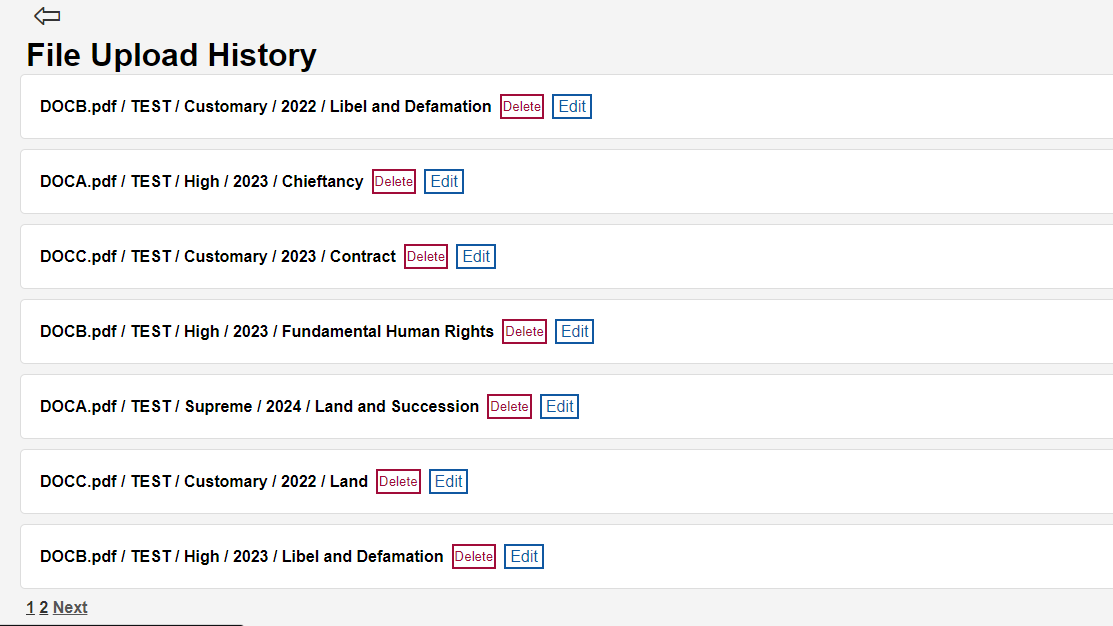 File Upload History
DOCB.pdf / TEST / Customary / 2022 / Libel and Defamation Delete Edit
DOCA.pdf / TEST / High / 2023 / Chieftancy Delete Edit
DOCC.pdf / TEST / Customary / 2023 / Contract Delete Edit
DOCB.pdf / TEST / High / 2023 / Fundamental Human Rights Delete Edit
DOCA.pdf / TEST / Supreme / 2024 / Land and Succession Delete Edit
DOCC.pdf / TEST / Customary / 2022 / Land Delete Edit
DOCB.pdf / TEST / High / 2023 / Libel and Defamation Delete Edit
1 2 Next